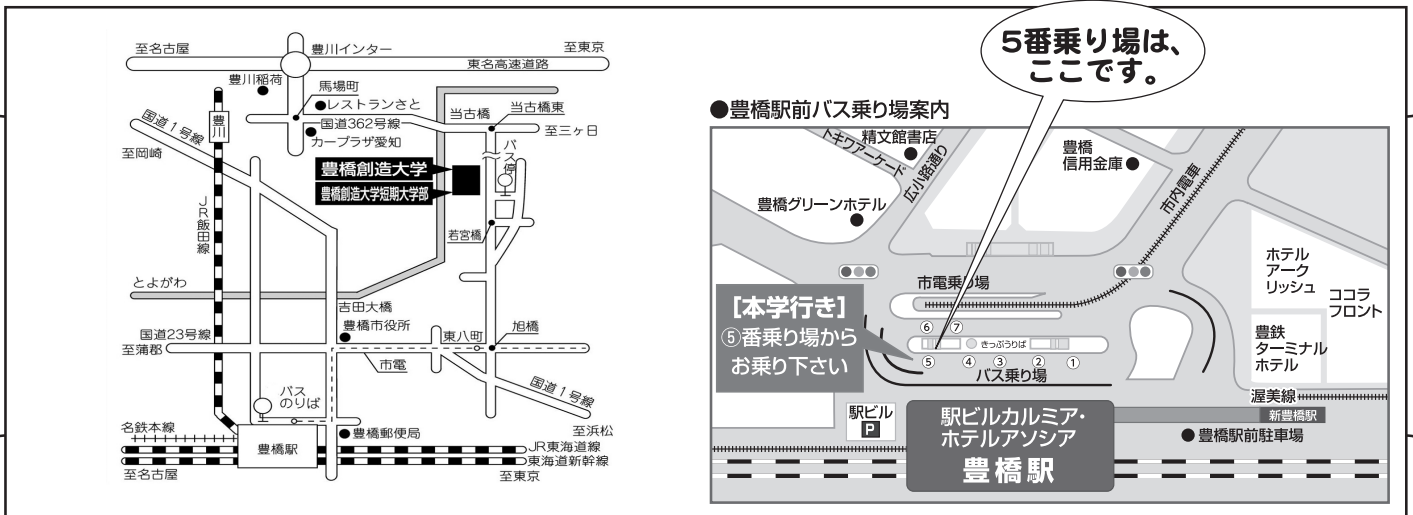 至名古屋
豊川インター
至東京
東名高速道路
豊川稲荷
馬場町
●レストランさと
当古橋
当古橋東
国道1号線
豊川
国道362号線
至三ヶ日
カープラザ愛知
バス停
至岡崎
豊橋創造大学
豊橋創造大学短期大学部
JR飯田線
若宮橋
とよがわ
吉田大橋
国道23号線
豊橋市役所
東八町
旭橋
至蒲郡
市電
国道1号線
バス
のりば
名鉄本線
●豊橋郵便局
至浜松
豊橋駅
JR東海道線
東海道新幹線
至名古屋
至東京
5番乗り場は、
ここです。
●豊橋駅前バス乗り場案内
精文館書店
トキワアーケード
広小路通り
豊橋
信用金庫●
市内電車
豊橋グリーンホテル
ホテル
アーク
リッシュ
ココラ
フロント
市電乗り場
[本学行き]
⑤番乗り場から
お乗り下さい
⑥ ⑦
きっぷうりば
⑤ ④ ③ ② ①
バス乗り場
豊鉄
ターミナル
ホテル
渥美線
新豊橋駅
駅ビル
P
駅ビルカルミア・
ホテルアソシア
豊橋駅
●豊橋駅前駐車場